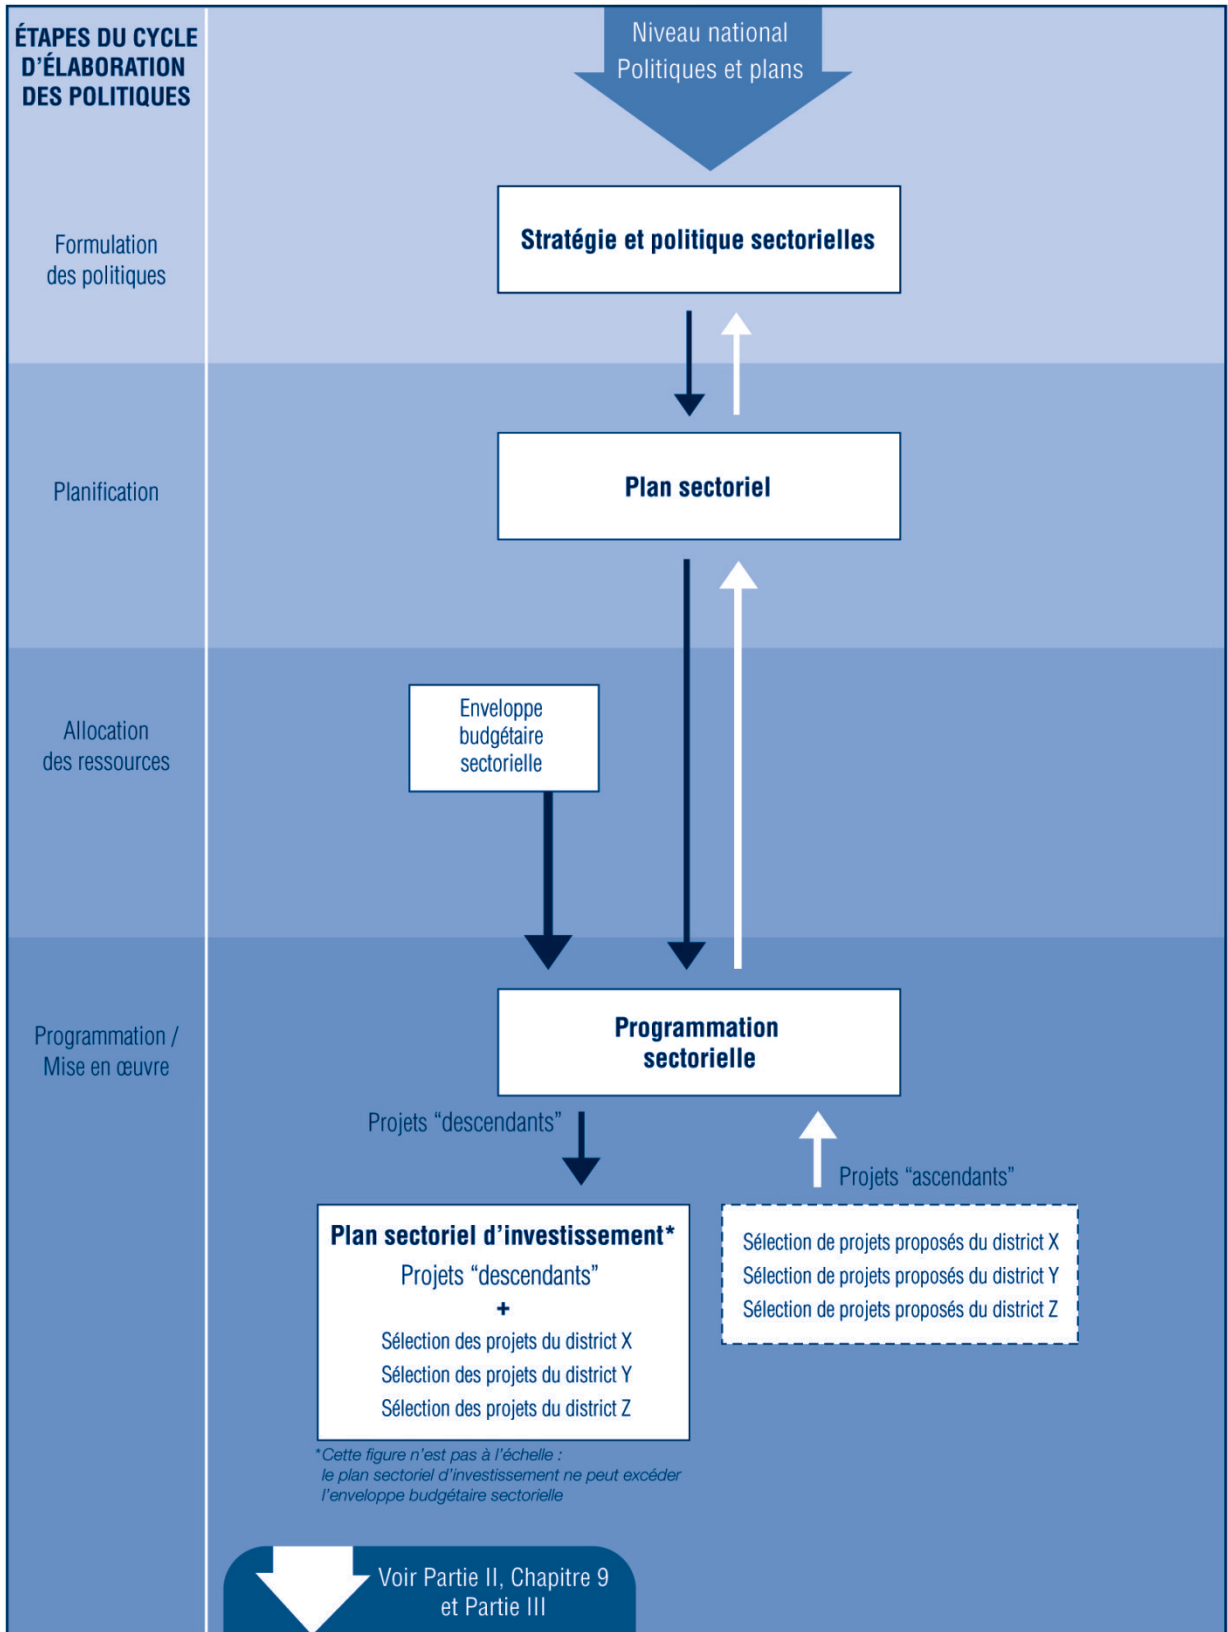 ÉTAPES DU CYCLE
D’ÉLABORATION
DES POLITIQUES
Niveau national
Politiques et plans
Formulation
des politiques
Stratégie et politique sectorielles
Planification
Plan sectoriel
Allocation
des ressources
Enveloppe
budgétaire
sectorielle
Programmation /
Mise en œuvre
Programmation
sectorielle
Projets “descendants”
Projets “ascendants”
Plan sectoriel d’investissement*
Projets “descendants”
+
Sélection des projets du district X
Sélection des projets du district Y
Sélection des projets du district Z
Sélection de projets proposés du district X
Sélection de projets proposés du district Y
Sélection de projets proposés du district Z
*Cette figure n’est pas à l’échelle :
le plan sectoriel d’investissement ne peut excéder
l’enveloppe budgétaire sectorielle
Voir Partie II, Chapitre 9
et Partie III